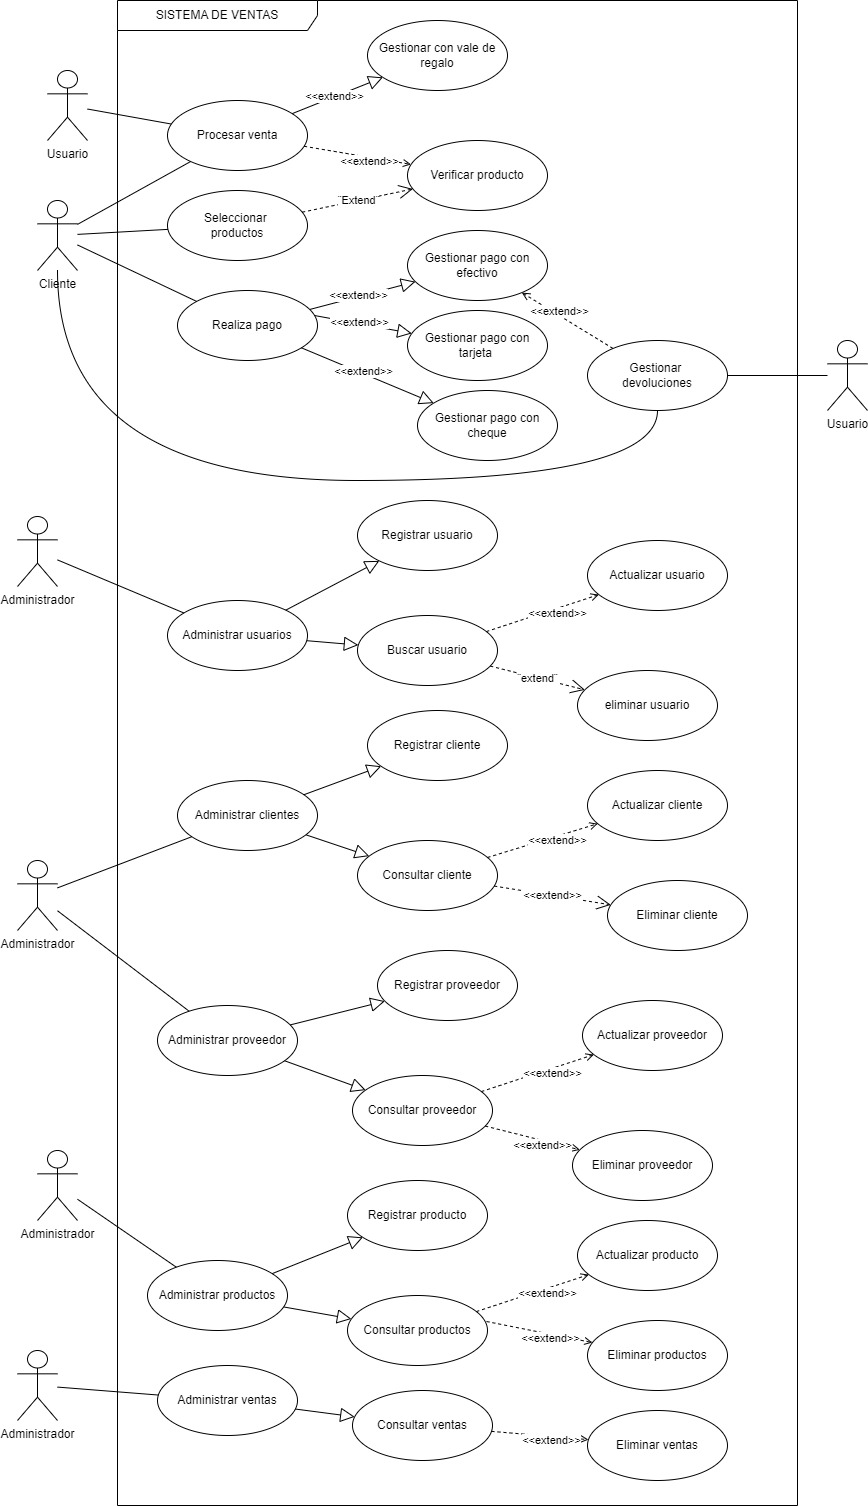 SISTEMA DE VENTAS
Gestionar con vale de
regalo
<<extend>>
Usuario
Procesar venta
<<extend>>
Verificar producto
Seleccionar
productos
¨Extend¨
Cliente
Gestionar pago con
efectivo
<<extend>>
<<extend>>
Realiza pago
<<extend>>
Gestionar pago con
tarjeta
<<extend>>
Gestionar
devoluciones
Usuario
Gestionar pago con
cheque
Registrar usuario
Administrador
Actualizar usuario
<<extend>>
Administrar usuarios
Buscar usuario
¨extend¨
eliminar usuario
Registrar cliente
Administrar clientes
Actualizar cliente
<<extend>>
Consultar cliente
<<extend>>
Eliminar cliente
Administrador
Registrar proveedor
Administrar proveedor
Actualizar proveedor
<<extend>>
Consultar proveedor
<<extend>>
Eliminar proveedor
Registrar producto
Administrador
Actualizar producto
Administrar productos
<<extend>>
Consultar productos
<<extend>>
Eliminar productos
Administrar ventas
Administrador
Consultar ventas
<<extend>>
Eliminar ventas